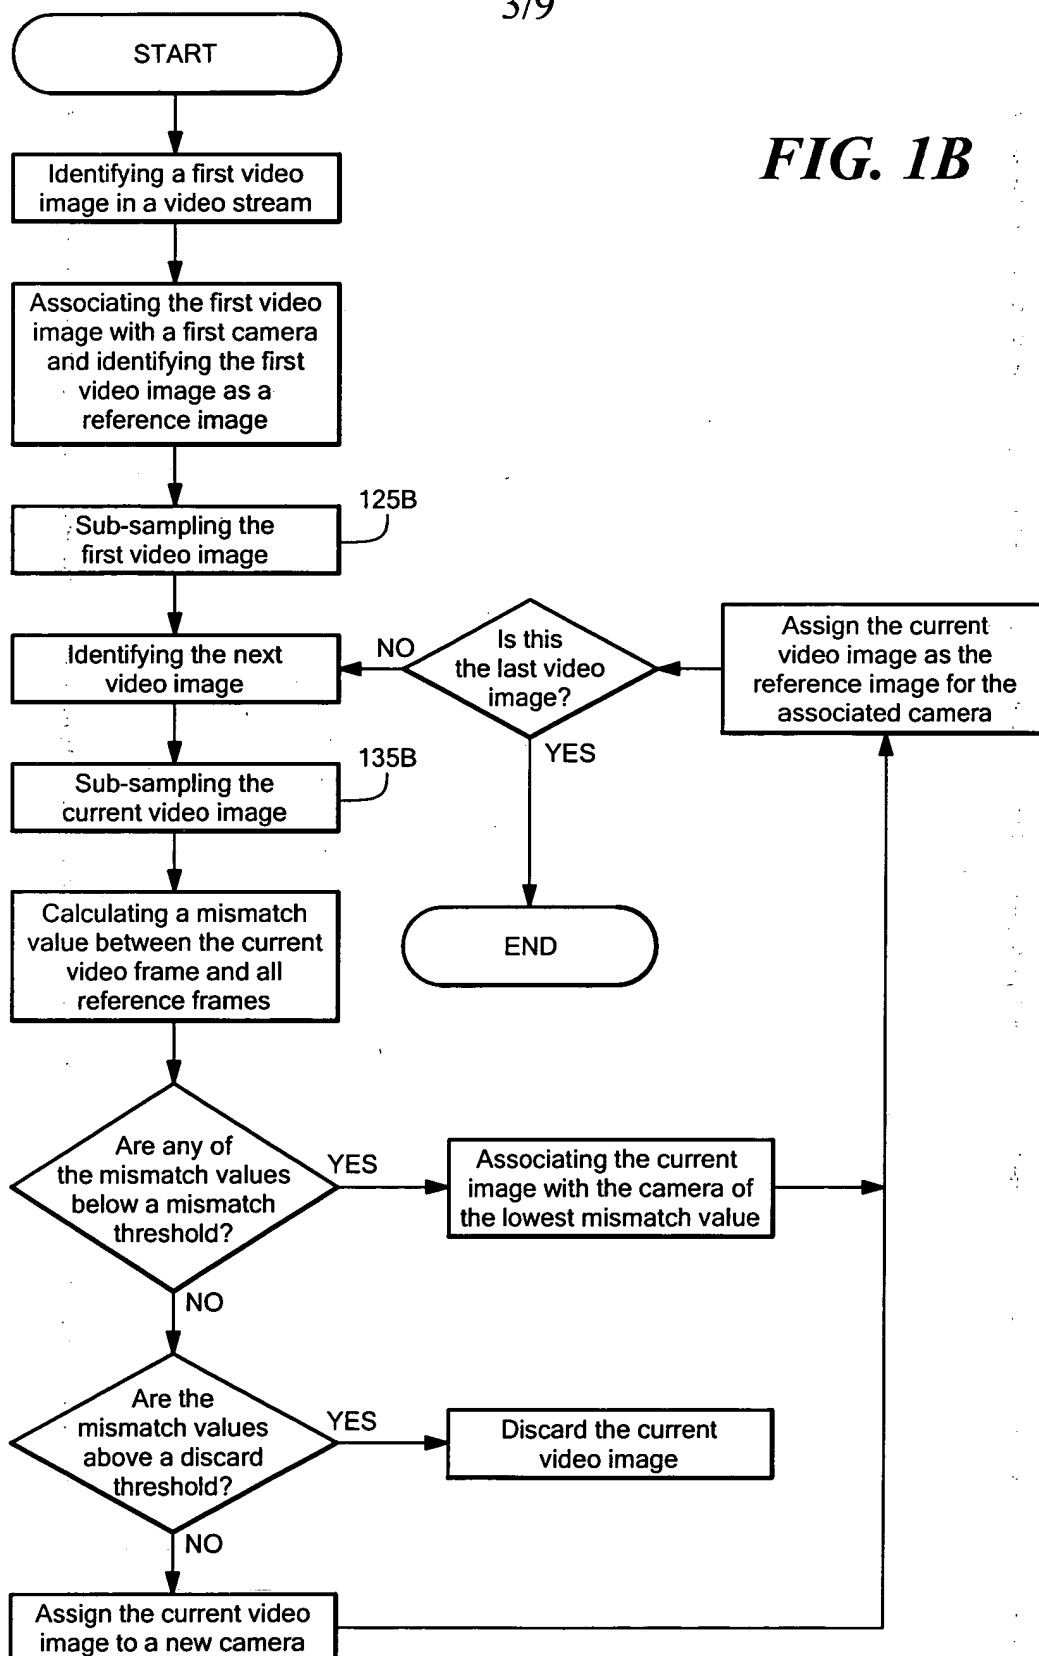 3/9
FIG. 1B
START
Identifying a first video
image in a video stream
Associating the first video
image with a first camera
and identifying the first
video image as a
reference image
125B
Sub-sampling the
first video image
Identifying the next
video image
NO
Is this
the last video
image?
YES
Assign the current
video image as the
reference image for the
associated camera
135B
Sub-sampling the
current video image
END
Calculating a mismatch
value between the current
video frame and all
reference frames
Are any of
the mismatch values
below a mismatch
threshold?
YES
Associating the current
image with the camera of
the lowest mismatch value
NO
Are the
mismatch values
above a discard
threshold?
YES
Discard the current
video image
NO
Assign the current video
image to a new camera